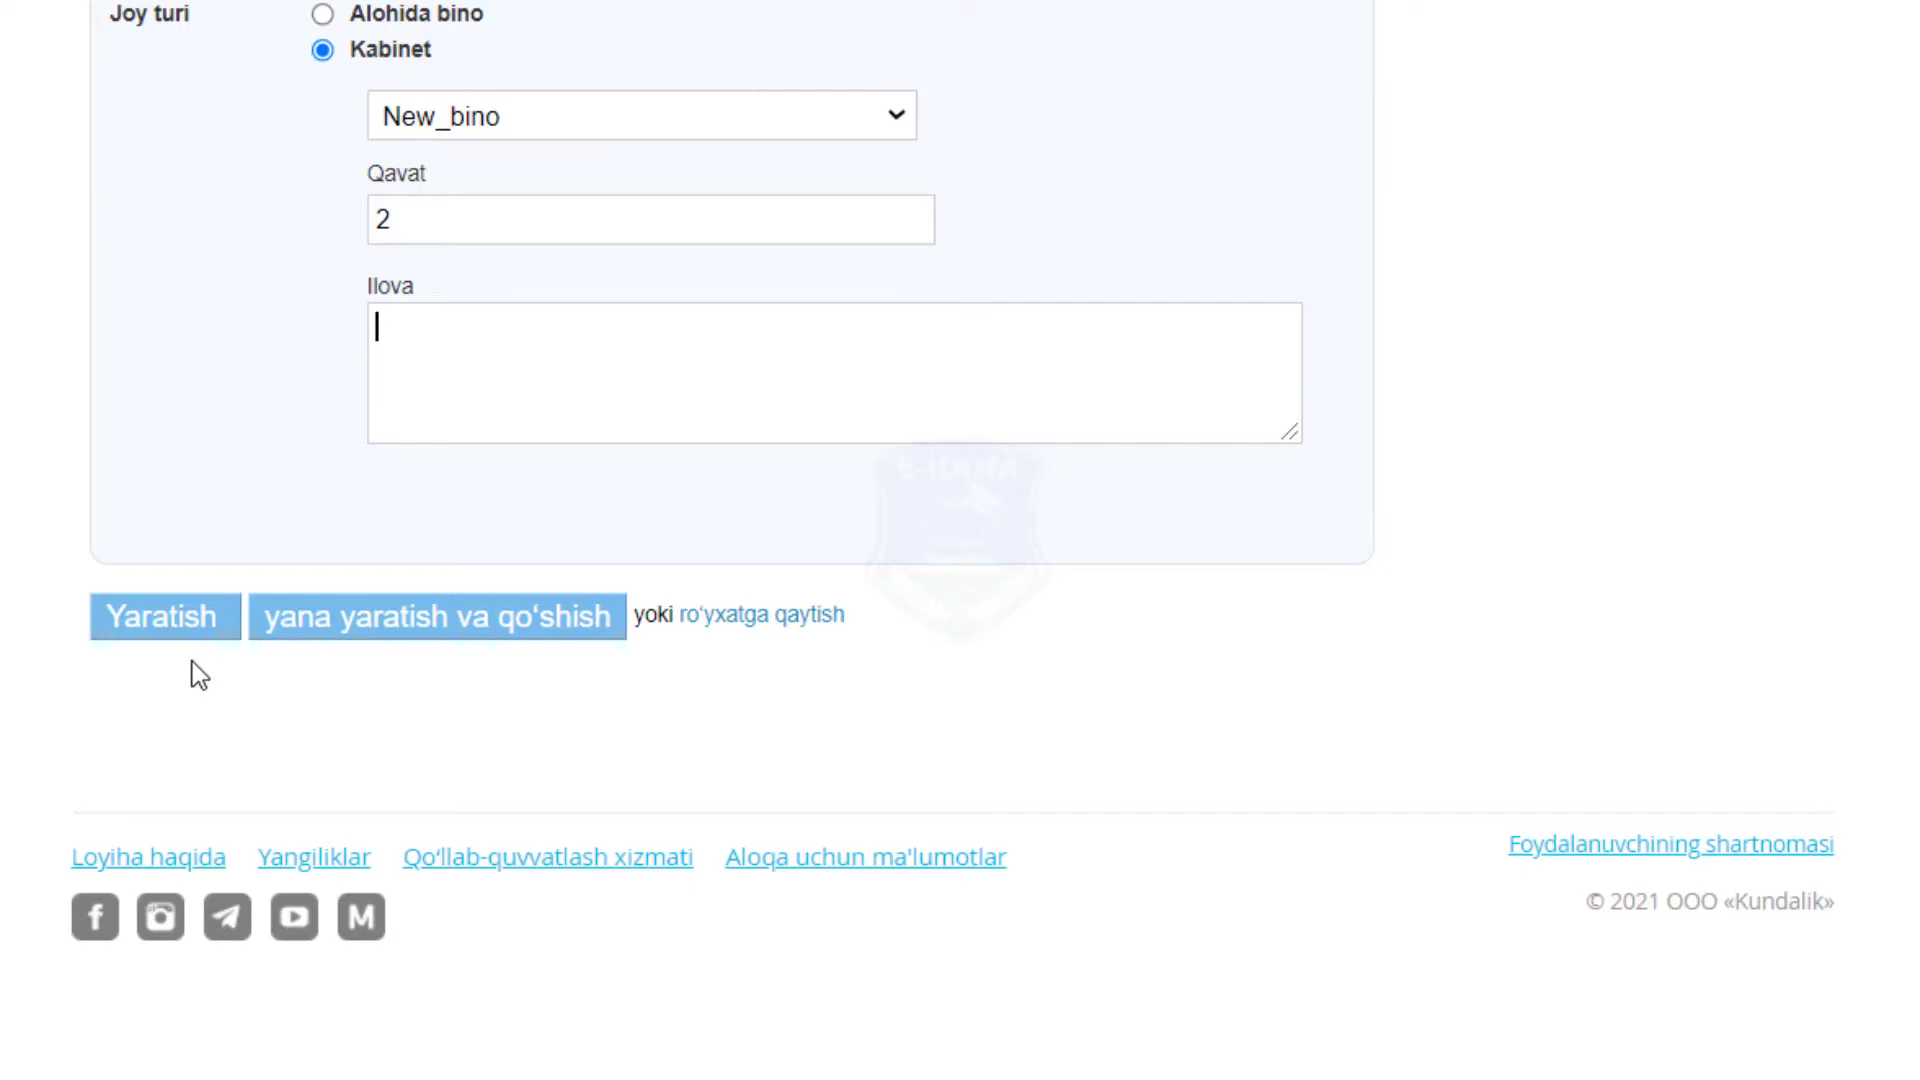 Joy turi
Alohida bino
Kabinet
New_bino
Qavat
2
Ilova
Yaratish yana yaratish va qo‘shish yoki ro‘yxatga qaytish
Loyiha haqida Yangiliklar Qo‘llab-quvvatlash xizmati Aloqa uchun ma'lumotlar
Foydalanuvchining shartnomasi
© 2021 OOO «Kundalik»